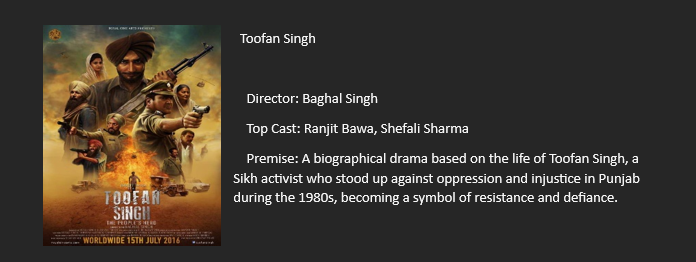 Toofan Singh
Director: Baghal Singh
Top Cast: Ranjit Bawa, Shefali Sharma
Premise: A biographical drama based on the life of Toofan Singh, a
Sikh activist who stood up against oppression and injustice in Punjab
during the 1980s, becoming a symbol of resistance and defiance.
TOOFAN
SINGH
WORLDWIDE 15TH JULY 2016